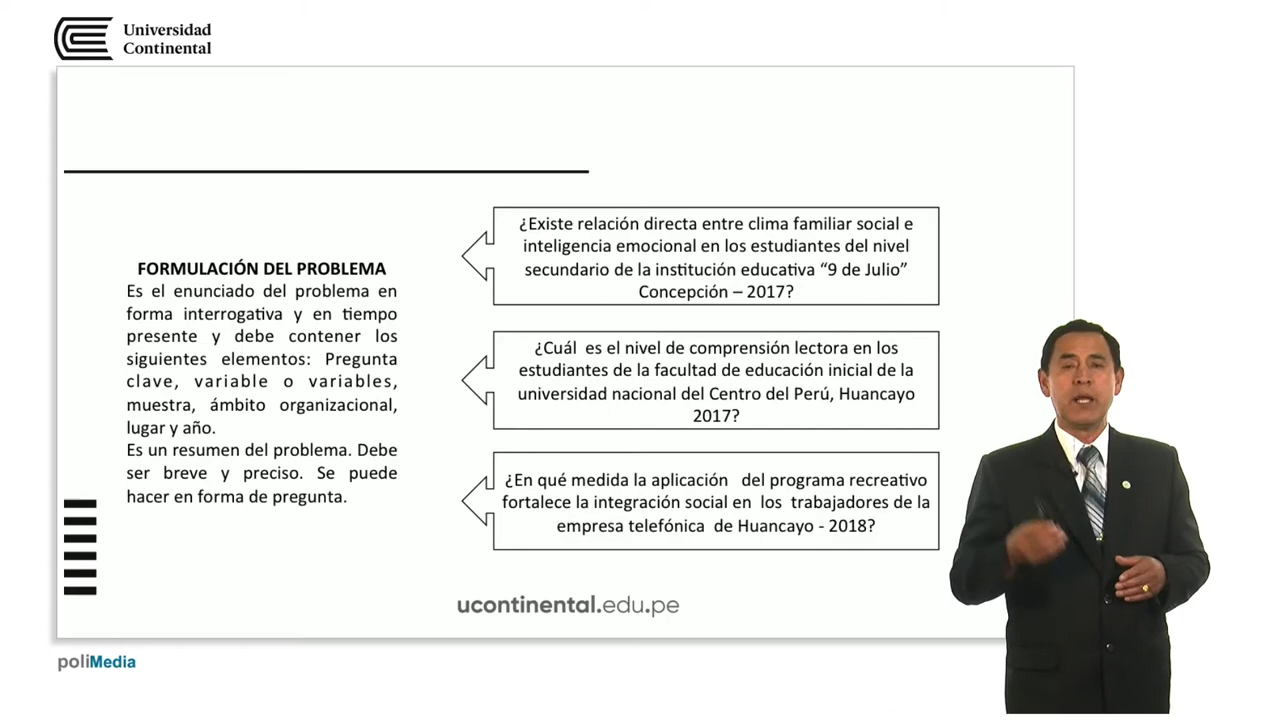 Universidad
Continental
FORMULACIÓN DEL PROBLEMA
Es el enunciado del problema en
forma interrogativa y en tiempo
presente y debe contener los
siguientes elementos: Pregunta
clave, variable o variables,
muestra, ámbito organizacional,
lugar y año.
Es un resumen del problema. Debe
ser breve y preciso. Se puede
hacer en forma de pregunta.
¿Existe relación directa entre clima familiar social e
inteligencia emocional en los estudiantes del nivel
secundario de la institución educativa “9 de Julio”
Concepción – 2017?
¿Cuál es el nivel de comprensión lectora en los
estudiantes de la facultad de educación inicial de la
universidad nacional del Centro del Perú, Huancayo
2017?
¿En qué medida la aplicación del programa recreativo
fortalece la integración social en los trabajadores de la
empresa telefónica de Huancayo - 2018?
ucontinental.edu.pe
poliMedia